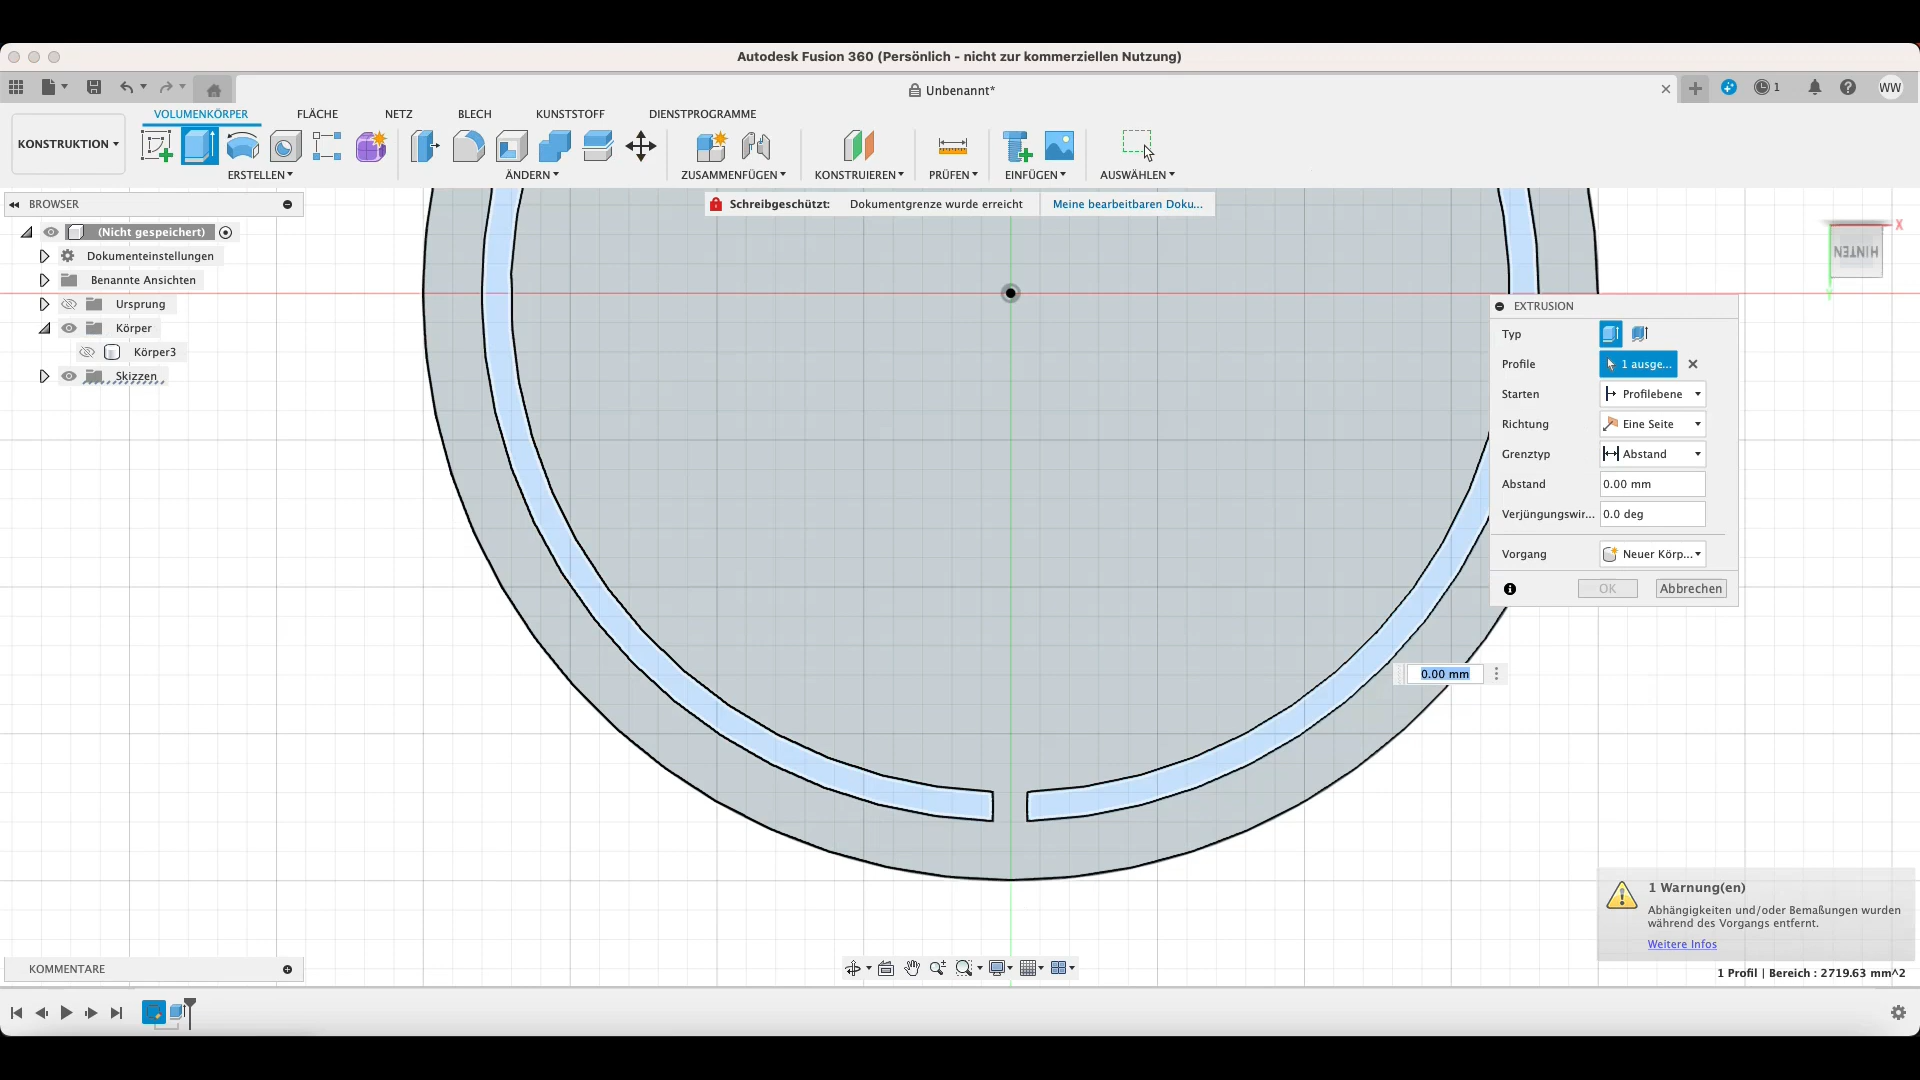 Autodesk Fusion 360 (Persönlich - nicht zur kommerziellen Nutzung)
Unbenannt*
1
WW
KONSTRUKTION
VOLUMENKÖRPER FLÄCHE NETZ BLECH KUNSTSTOFF DIENSTPROGRAMME
ERSTELLEN ÄNDERN ZUSAMMENFÜGEN KONSTRUIEREN PRÜFEN EINFÜGEN AUSWÄHLEN
BROWSER
Schreibgeschützt: Dokumentgrenze wurde erreicht Meine bearbeitbaren Doku...
(Nicht gespeichert)
Dokumenteinstellungen
Benannte Ansichten
Ursprung
Körper
Körper3
Skizzen
X
HINTEN
EXTRUSION
Typ
Profile 1 ausge...
Starten Profilebene
Richtung Eine Seite
Grenztyp Abstand
Abstand 0.00 mm
Verjüngungswir... 0.0 deg
Vorgang Neuer Körp...
OK Abbrechen
0.00 mm
1 Warnung(en)
Abhängigkeiten und/oder Bemaßungen wurden
während des Vorgangs entfernt.
Weitere Infos
KOMMENTARE
1 Profil | Bereich : 2719.63 mm^2